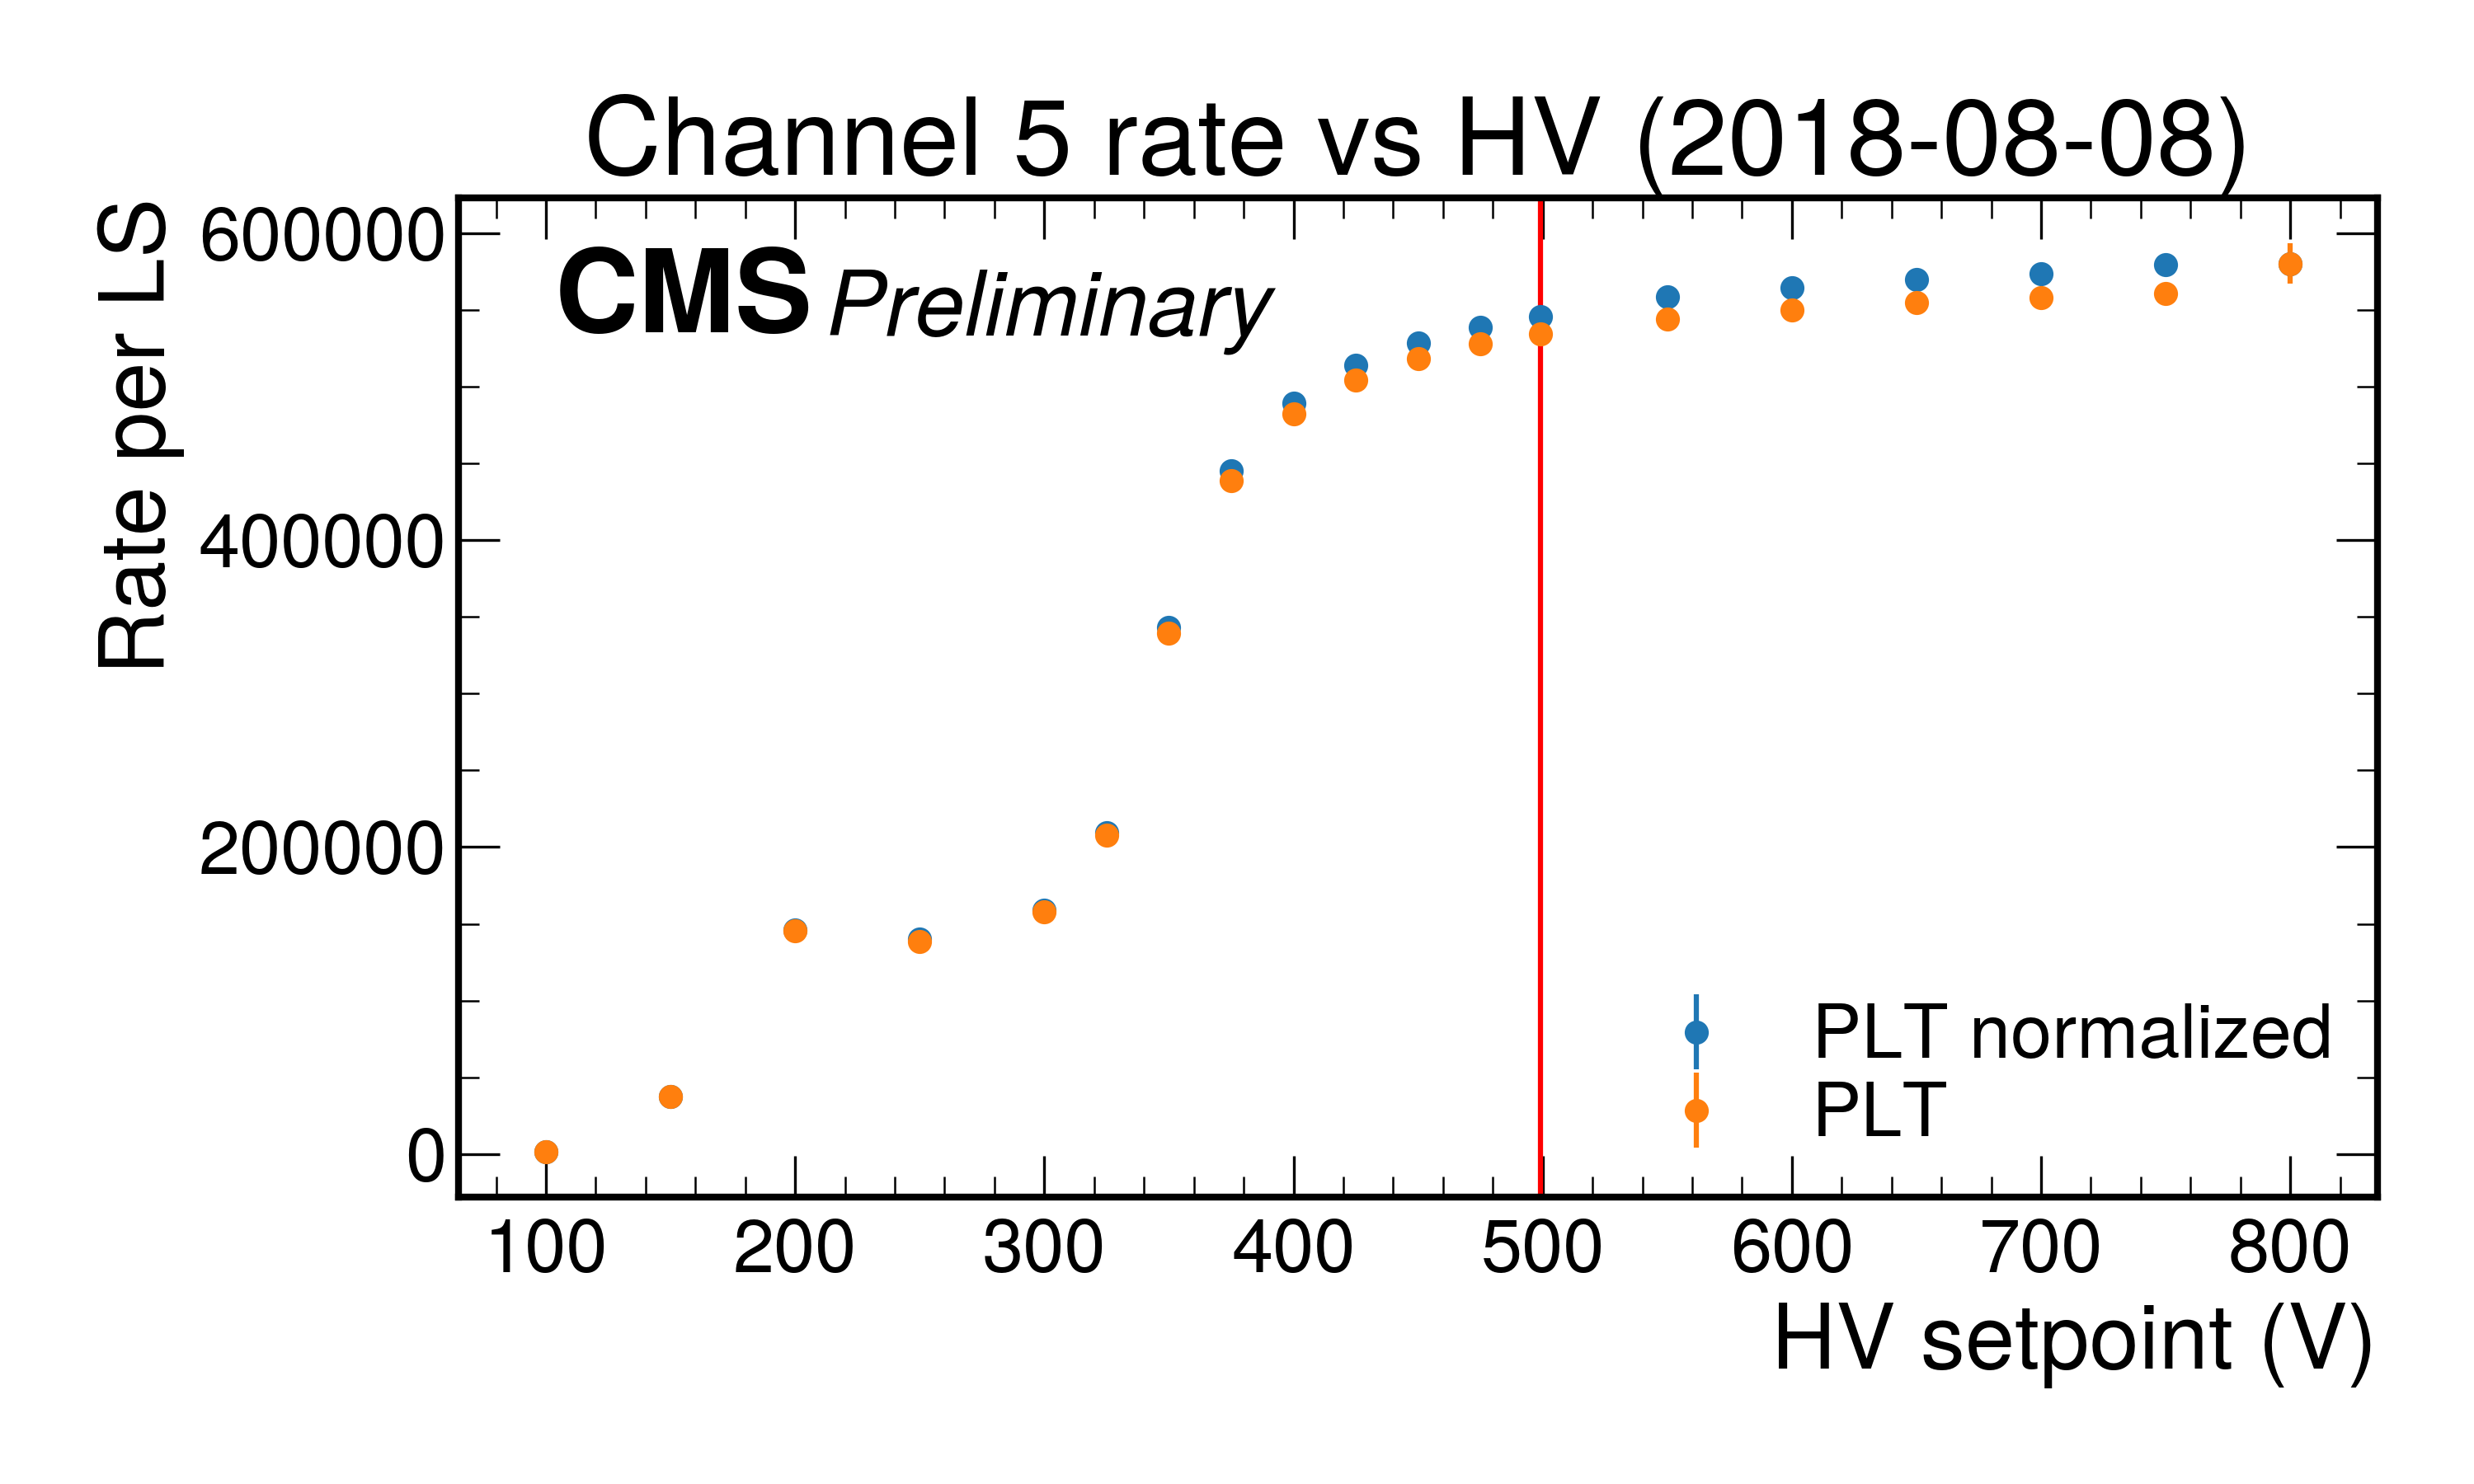 Channel 5 rate vs HV (2018-08-08)
Rate per LS
600000
CMS Preliminary
400000
200000
PLT normalized
PLT
0
100 200 300 400 500 600 700 800
HV setpoint (V)